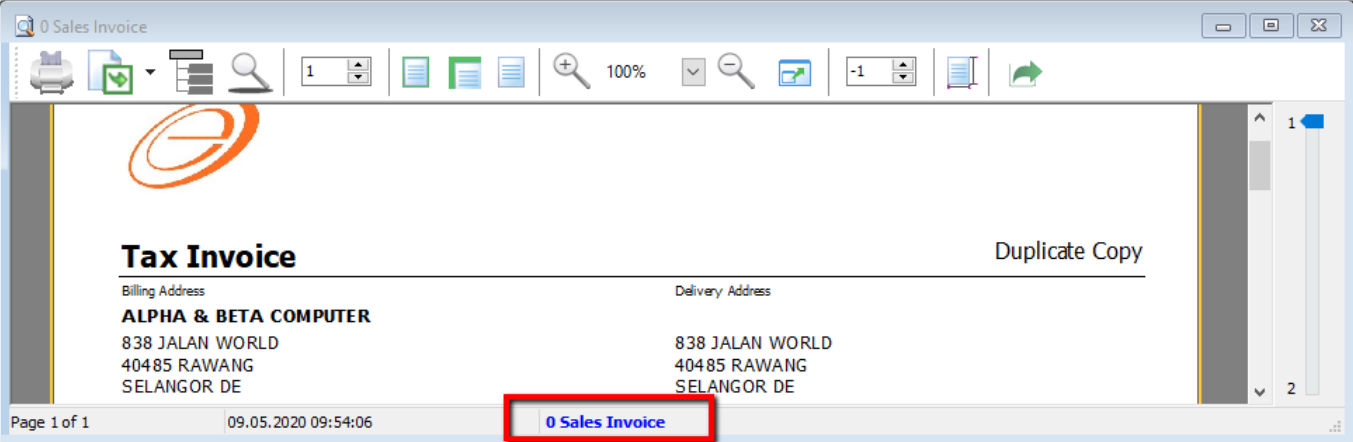 0 Sales Invoice
1
100%
-1
1
Tax Invoice
Duplicate Copy
Billing Address
Delivery Address
ALPHA & BETA COMPUTER
838 JALAN WORLD
838 JALAN WORLD
40485 RAWANG
40485 RAWANG
SELANGOR DE
SELANGOR DE
2
Page 1 of 1
09.05.2020 09:54:06
0 Sales Invoice